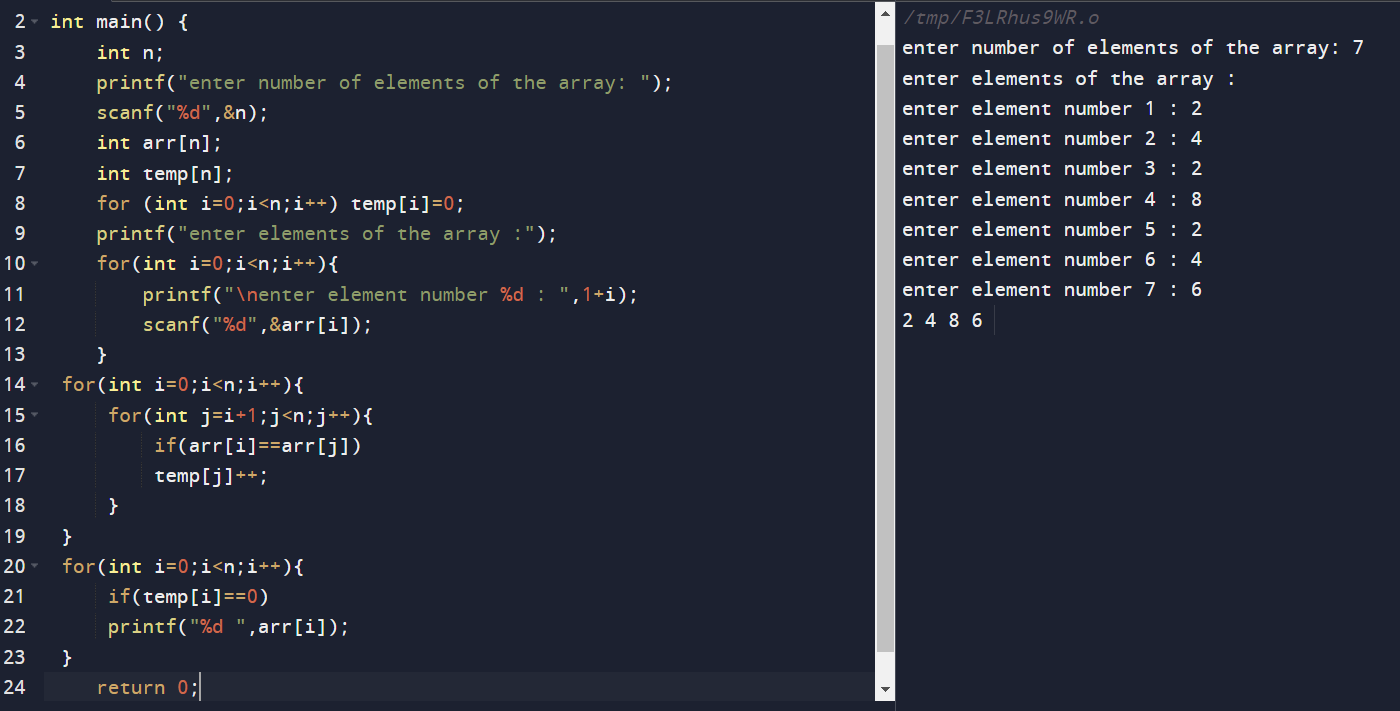 2 int main() {
3 int n;
4 printf("enter number of elements of the array: ");
5 scanf("%d",&n);
6 int arr[n];
7 int temp[n];
8 for (int i=0;i<n;i++) temp[i]=0;
9 printf("enter elements of the array :");
10 for(int i=0;i<n;i++){
11 printf("\nenter element number %d : ",1+i);
12 scanf("%d",&arr[i]);
13 }
14 for(int i=0;i<n;i++){
15 for(int j=i+1;j<n;j++){
16 if(arr[i]==arr[j])
17 temp[j]++;
18 }
19 }
20 for(int i=0;i<n;i++){
21 if(temp[i]==0)
22 printf("%d ",arr[i]);
23 }
24 return 0;
/tmp/F3LRhus9WR.o
enter number of elements of the array: 7
enter elements of the array :
enter element number 1 : 2
enter element number 2 : 4
enter element number 3 : 2
enter element number 4 : 8
enter element number 5 : 2
enter element number 6 : 4
enter element number 7 : 6
2 4 8 6